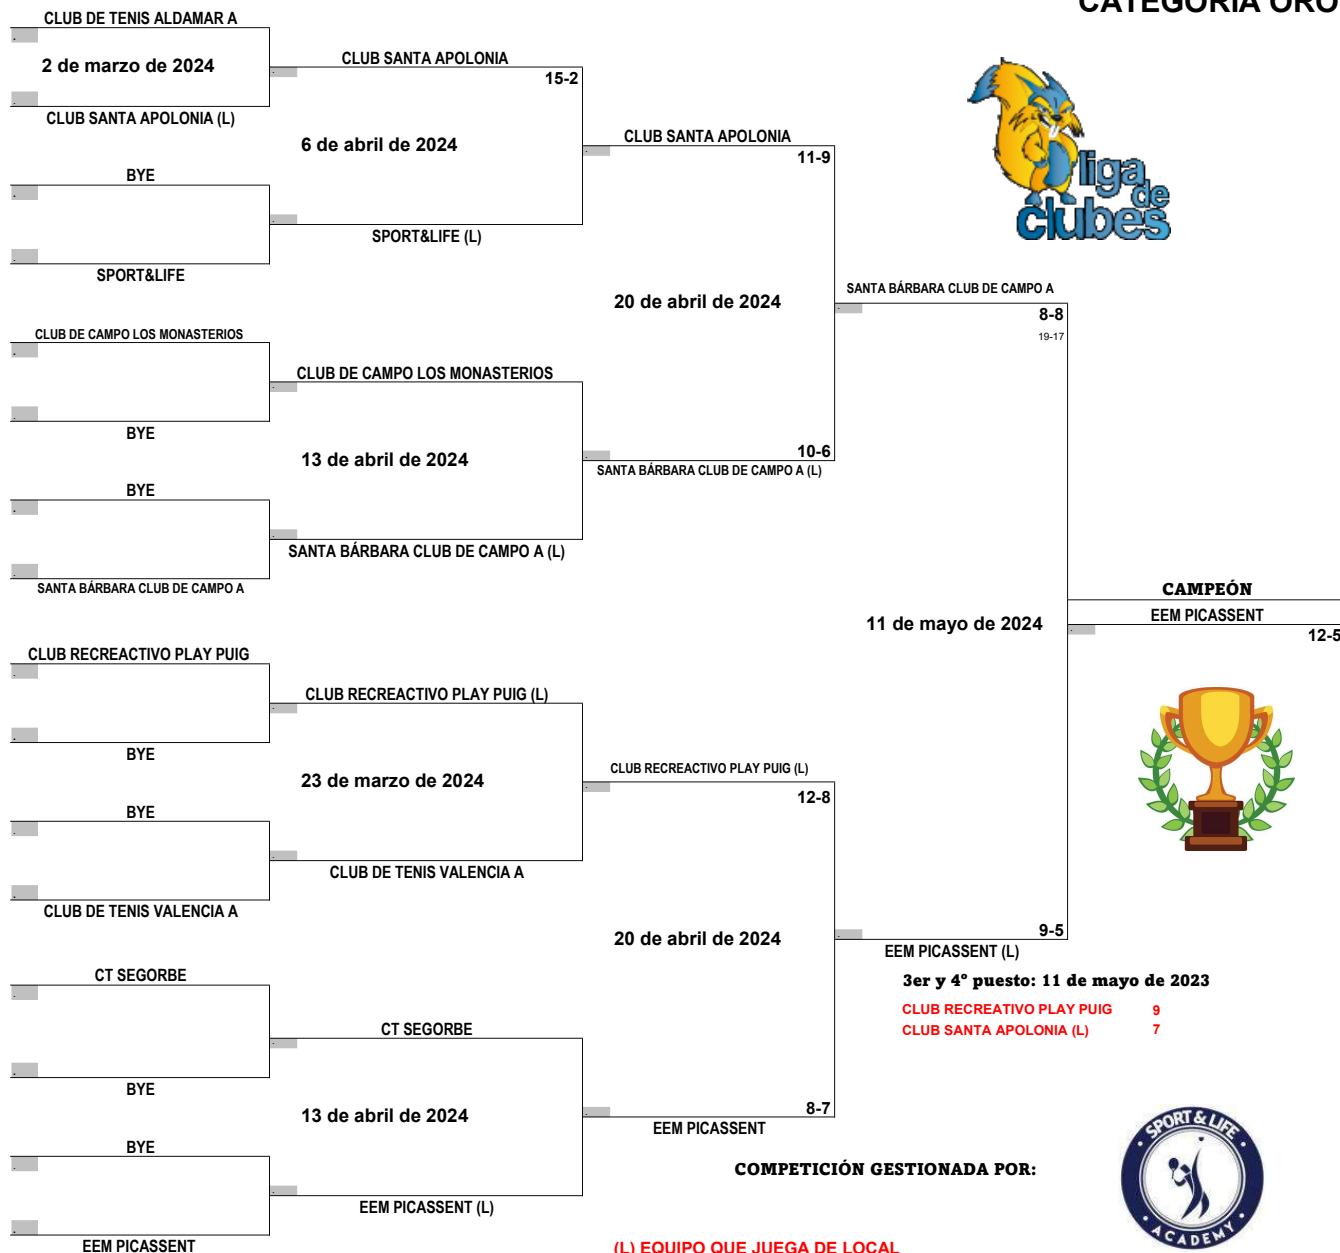 CATEGORÍA ORO
CLUB DE TENIS ALDAMAR A
2 de marzo de 2024
CLUB SANTA APOLONIA
15-2
CLUB SANTA APOLONIA (L)
6 de abril de 2024
CLUB SANTA APOLONIA
11-9
BYE
SPORT&LIFE (L)
SPORT&LIFE
liga
de
clubes
20 de abril de 2024
SANTA BÁRBARA CLUB DE CAMPO A
8-8
19-17
CLUB DE CAMPO LOS MONASTERIOS
CLUB DE CAMPO LOS MONASTERIOS
BYE
13 de abril de 2024
10-6
SANTA BÁRBARA CLUB DE CAMPO A (L)
BYE
SANTA BÁRBARA CLUB DE CAMPO A (L)
SANTA BÁRBARA CLUB DE CAMPO A
CAMPEÓN
11 de mayo de 2024
EEM PICASSENT
12-5
CLUB RECREACTIVO PLAY PUIG
CLUB RECREACTIVO PLAY PUIG (L)
BYE
23 de marzo de 2024
CLUB RECREACTIVO PLAY PUIG (L)
12-8
BYE
CLUB DE TENIS VALENCIA A
CLUB DE TENIS VALENCIA A
20 de abril de 2024
9-5
EEM PICASSENT (L)
CT SEGORBE
3er y 4º puesto: 11 de mayo de 2023
CLUB RECREATIVO PLAY PUIG 9
CLUB SANTA APOLONIA (L) 7
CT SEGORBE
BYE
13 de abril de 2024
8-7
EEM PICASSENT
BYE
COMPETICIÓN GESTIONADA POR:
SPORT & LIFE
ACADEMY
EEM PICASSENT (L)
EEM PICASSENT
(L) EQUIPO QUE JUEGA DE LOCAL